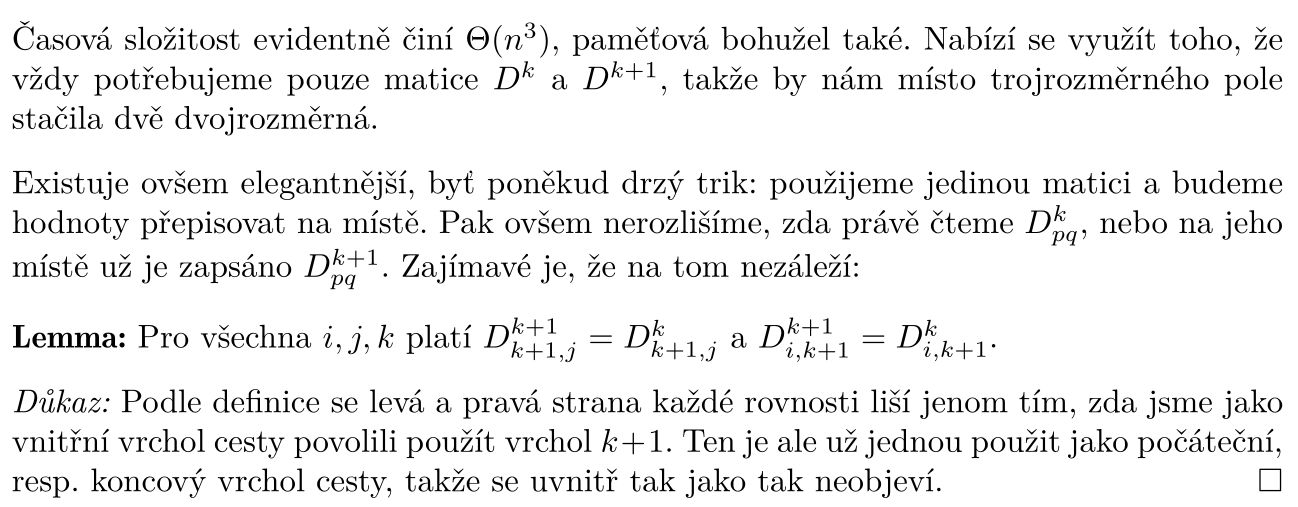 Časová složitost evidentně činí Θ(n³), paměťová bohužel také. Nabízí se využít toho, že
vždy potřebujeme pouze matice D^k a D^{k+1}, takže by nám místo trojrozměrného pole
stačila dvě dvojrozměrná.
Existuje ovšem elegantnější, byť poněkud drzý trik: použijeme jedinou matici a budeme
hodnoty přepisovat na místě. Pak ovšem nerozlišíme, zda právě čteme D^k_{pq}, nebo na jeho
místě už je zapsáno D^{k+1}_{pq}. Zajímavé je, že na tom nezáleží:
Lemma: Pro všechna i, j, k platí D^{k+1}_{k+1,j} = D^k_{k+1,j} a D^{k+1}_{i,k+1} = D^k_{i,k+1}.
Důkaz: Podle definice se levá a pravá strana každé rovnosti liší jenom tím, zda jsme jako
vnitřní vrchol cesty povolili použít vrchol k+1. Ten je ale už jednou použit jako počáteční,
resp. koncový vrchol cesty, takže se uvnitř tak jako tak neobjeví. □